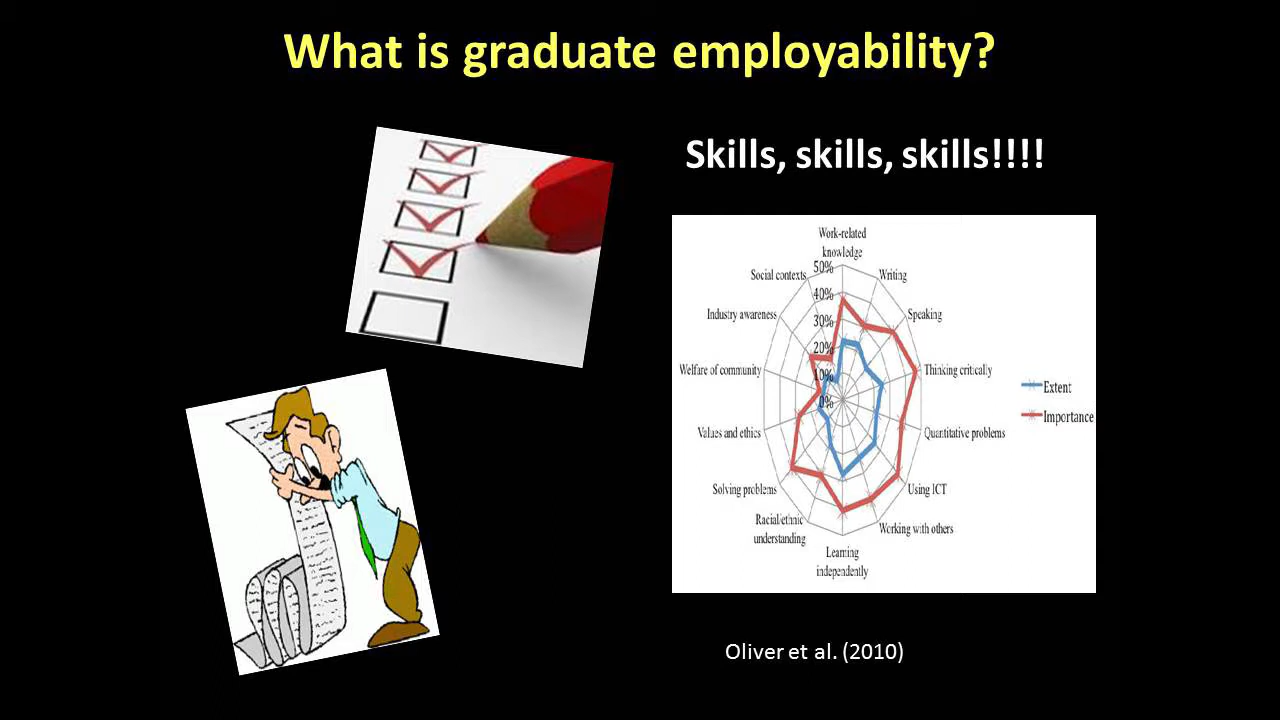 What is graduate employability?
Skills, skills, skills!!!!
Work-related
knowledge
50%
Social contexts
Writing
40%
Industry awareness
30%
Speaking
20%
Welfare of community
10%
Thinking critically
0%
Extent
Importance
Values and ethics
Quantitative problems
Solving problems
Using ICT
Racial/ethnic
understanding
Working with others
Learning
independently
Oliver et al. (2010)